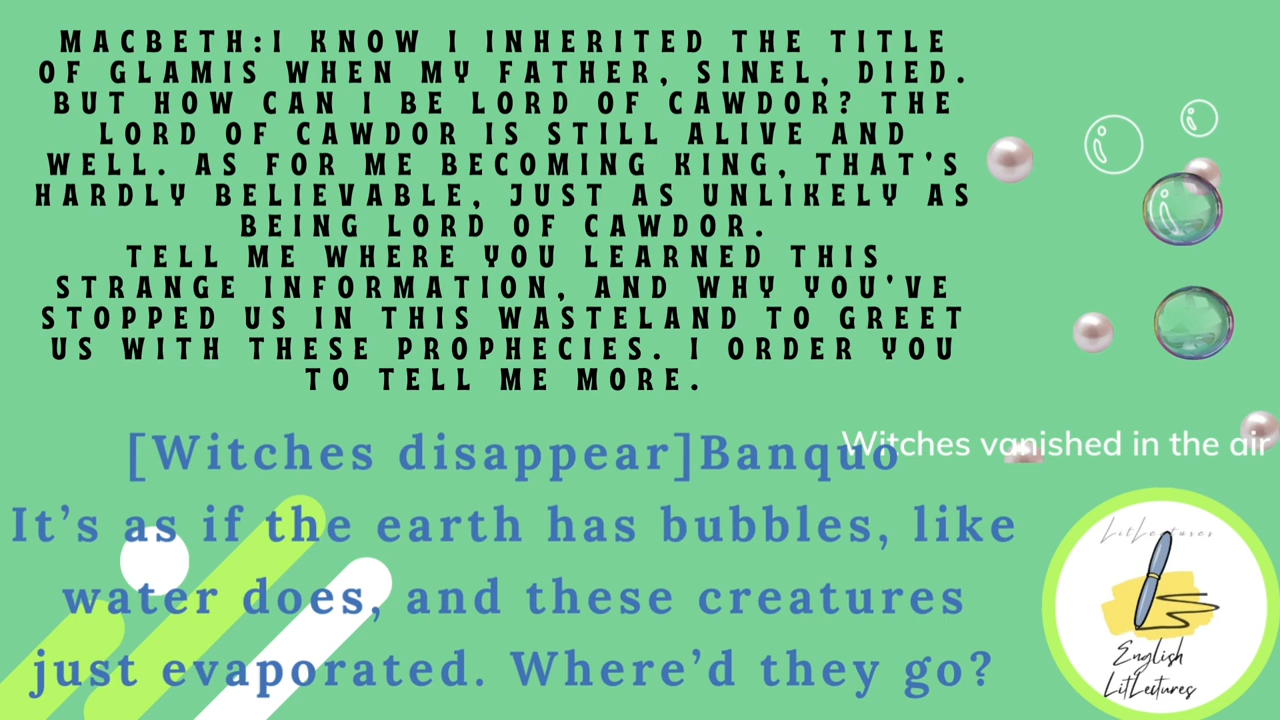 MACBETH:I KNOW I INHERITED THE TITLE
OF GLAMIS WHEN MY FATHER, SINEL, DIED.
BUT HOW CAN I BE LORD OF CAWDOR? THE
LORD OF CAWDOR IS STILL ALIVE AND
WELL. AS FOR ME BECOMING KING, THAT'S
HARDLY BELIEVABLE, JUST AS UNLIKELY AS
BEING LORD OF CAWDOR.
TELL ME WHERE YOU LEARNED THIS
STRANGE INFORMATION, AND WHY YOU'VE
STOPPED US IN THIS WASTELAND TO GREET
US WITH THESE PROPHECIES. I ORDER YOU
TO TELL ME MORE.
[Witches disappear]Banquo
Witches vanished in the air
It’s as if the earth has bubbles, like
water does, and these creatures
just evaporated. Where’d they go?
LitLectures
English
LitLectures